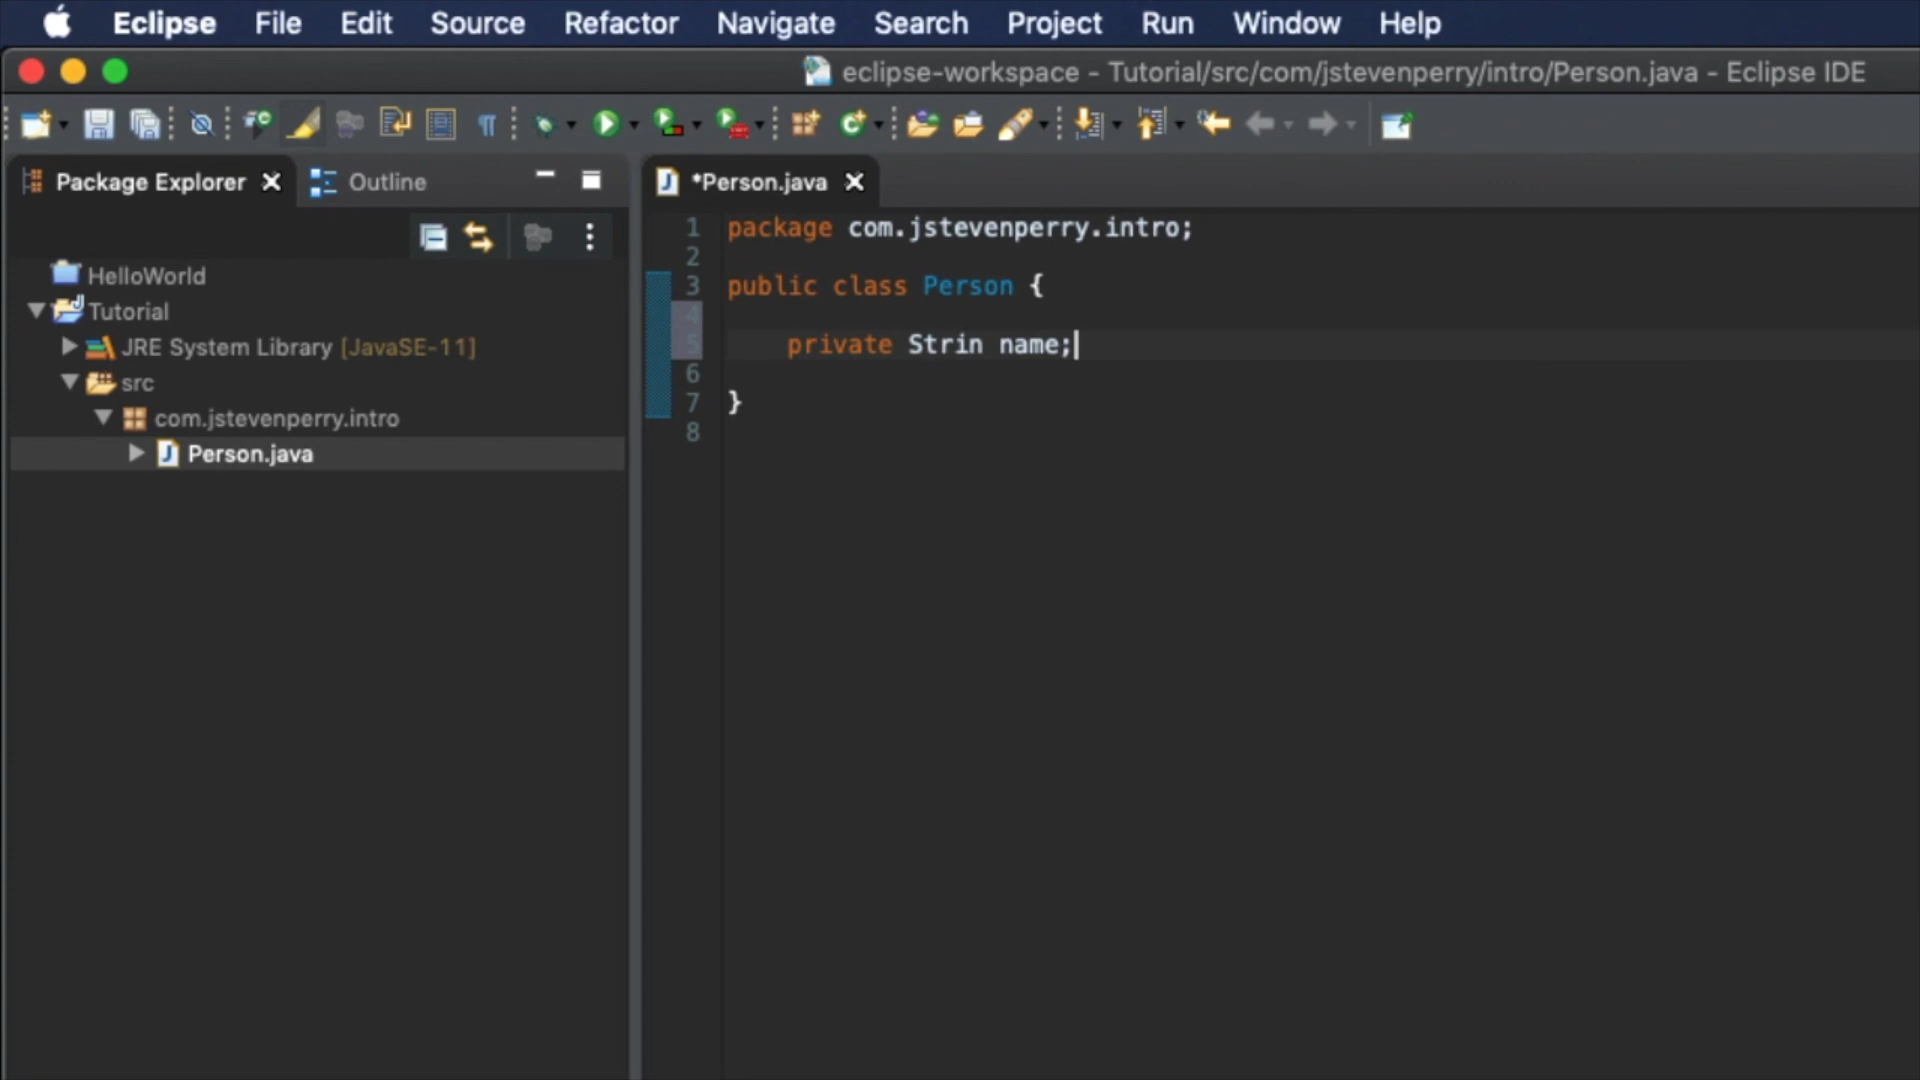 Eclipse File Edit Source Refactor Navigate Search Project Run Window Help
eclipse-workspace - Tutorial/src/com/jstevenperry/intro/Person.java - Eclipse IDE
Package Explorer Outline
*Person.java
HelloWorld
Tutorial
JRE System Library [JavaSE-11]
src
com.jstevenperry.intro
Person.java
1 package com.jstevenperry.intro;
2
3 public class Person {
4
5 private Strin name;
6
7 }
8